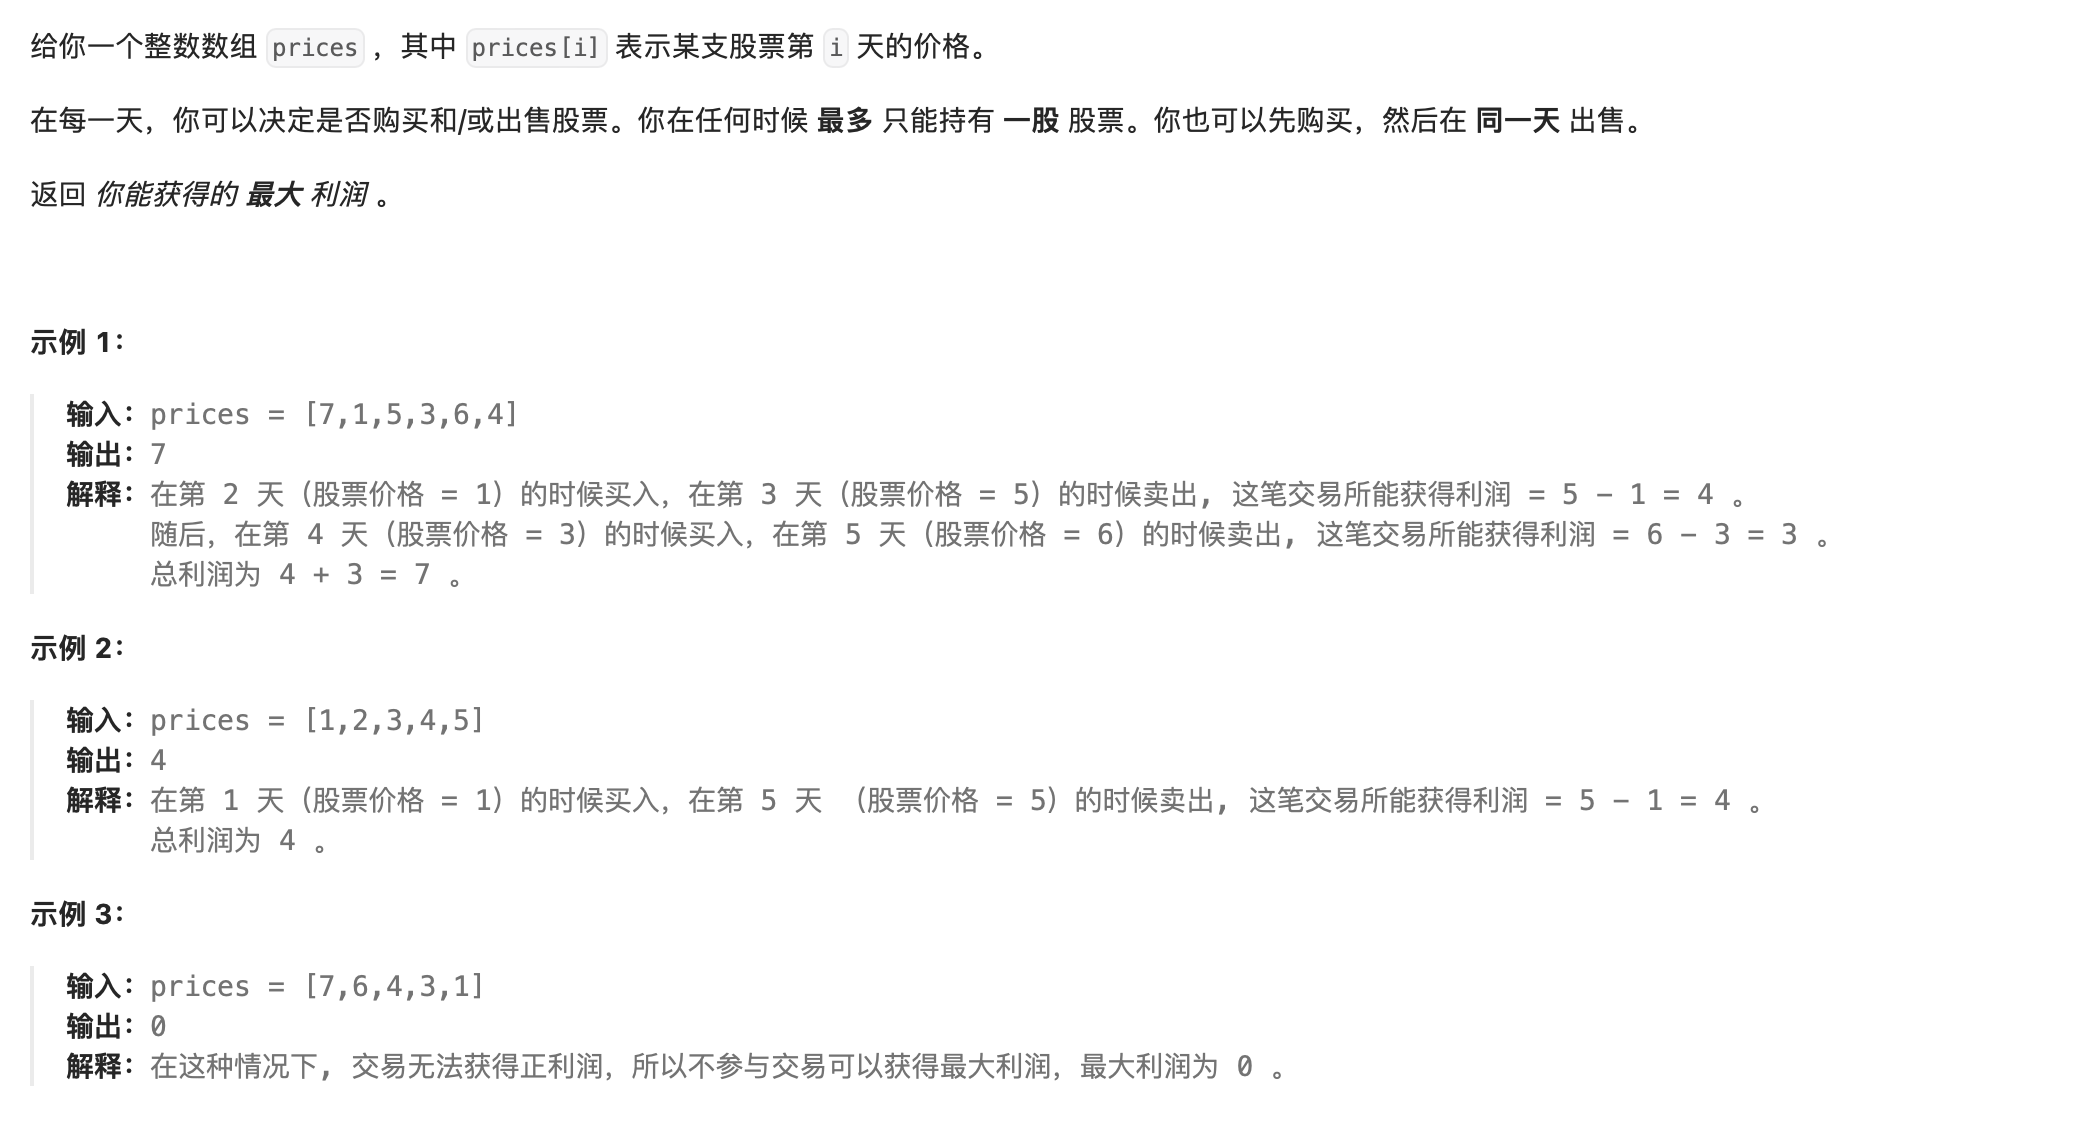 给你一个整数数组 prices ，其中 prices[i] 表示某支股票第 i 天的价格。
在每一天，你可以决定是否购买和/或出售股票。你在任何时候 最多 只能持有 一股 股票。你也可以先购买，然后在 同一天 出售。
返回 你能获得的 最大 利润 。
示例 1：
输入：prices = [7,1,5,3,6,4]
输出：7
解释：在第 2 天（股票价格 = 1）的时候买入，在第 3 天（股票价格 = 5）的时候卖出, 这笔交易所能获得利润 = 5 - 1 = 4 。
随后，在第 4 天（股票价格 = 3）的时候买入，在第 5 天（股票价格 = 6）的时候卖出, 这笔交易所能获得利润 = 6 - 3 = 3 。
总利润为 4 + 3 = 7 。
示例 2：
输入：prices = [1,2,3,4,5]
输出：4
解释：在第 1 天（股票价格 = 1）的时候买入，在第 5 天 （股票价格 = 5）的时候卖出, 这笔交易所能获得利润 = 5 - 1 = 4 。
总利润为 4 。
示例 3：
输入：prices = [7,6,4,3,1]
输出：0
解释：在这种情况下, 交易无法获得正利润，所以不参与交易可以获得最大利润，最大利润为 0 。